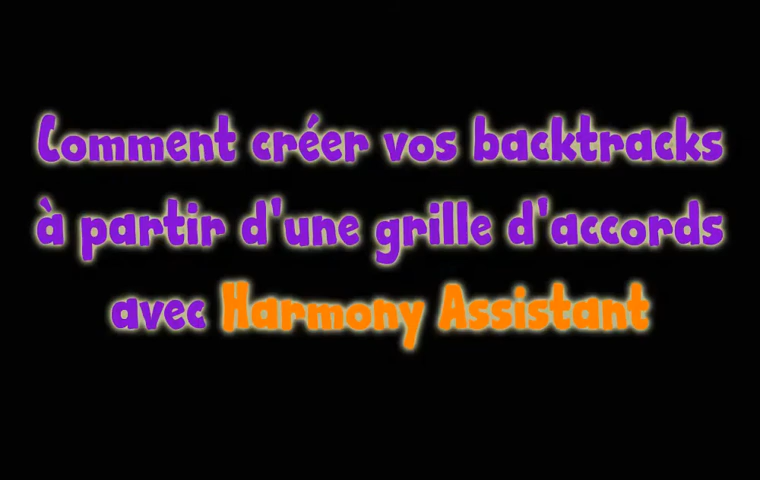 Comment créer vos backtracks
à partir d'une grille d'accords
avec Harmony Assistant